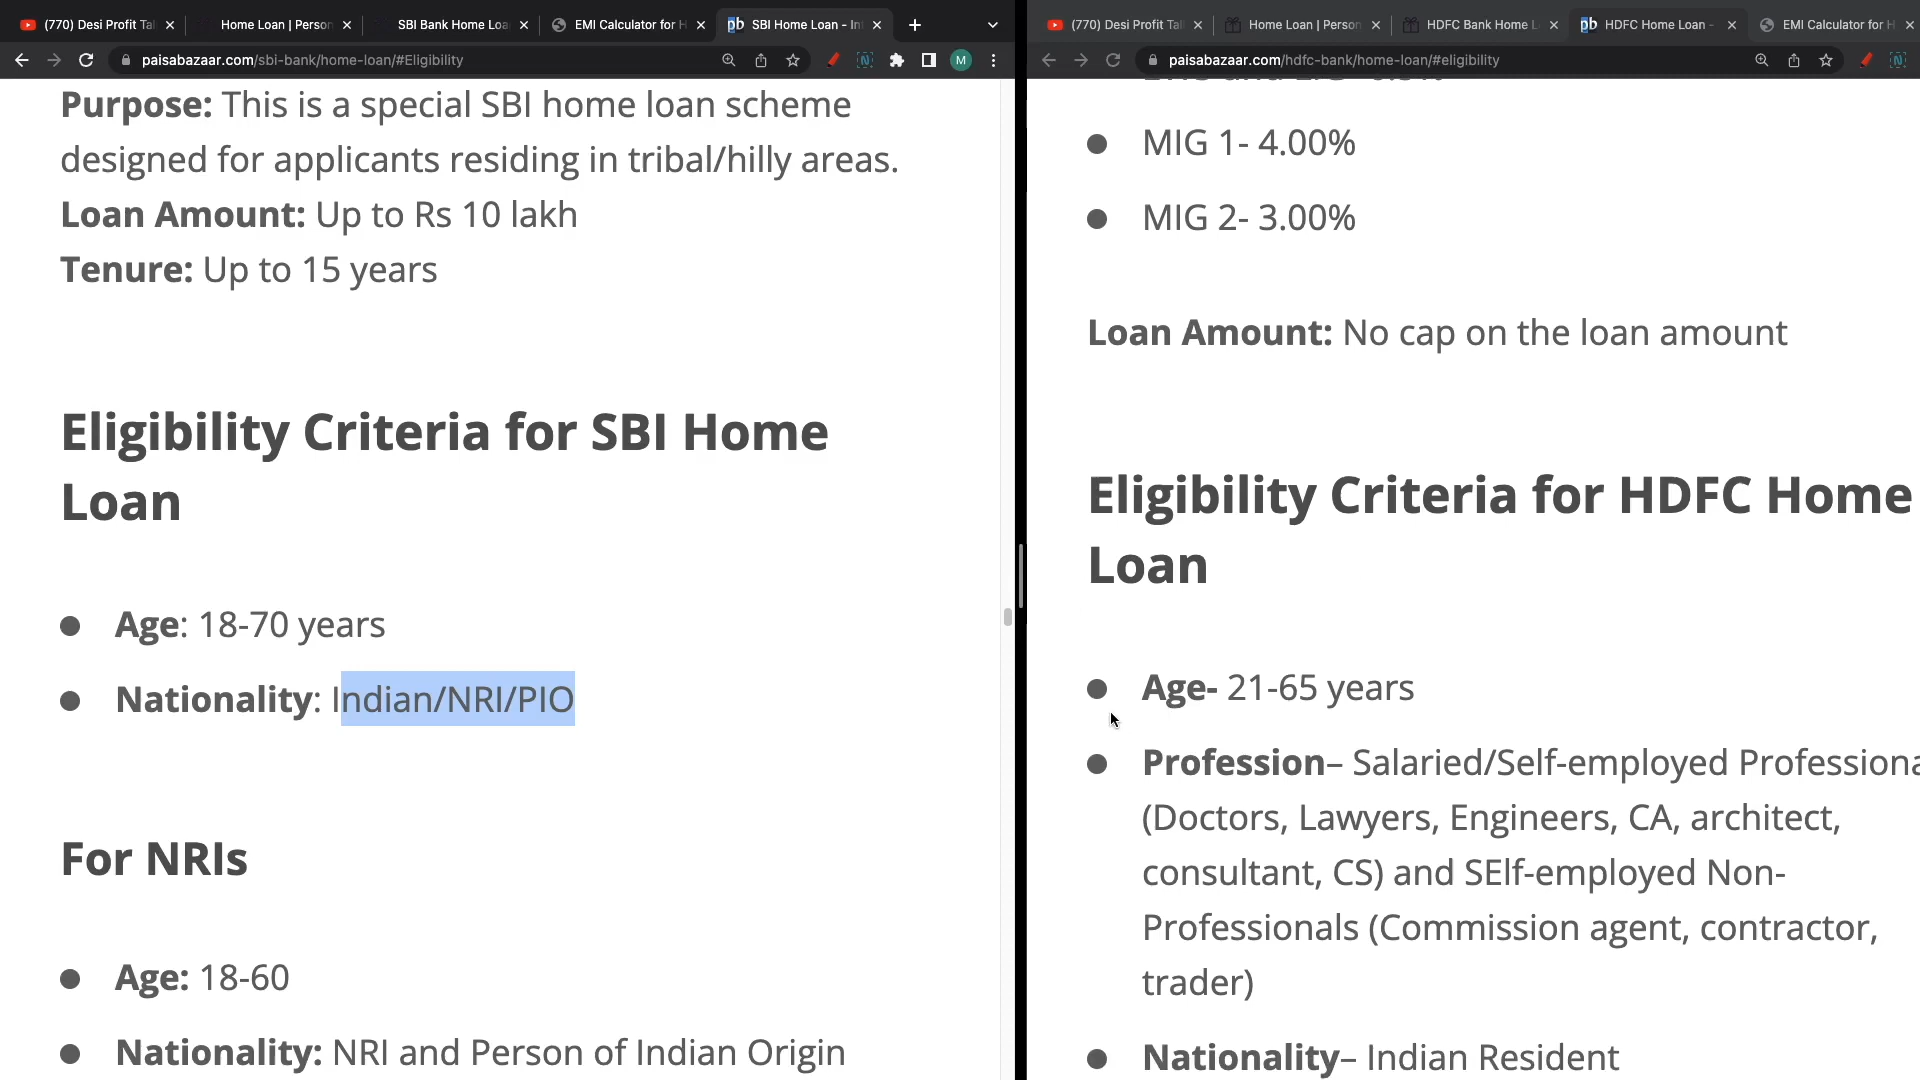 (770) Desi Profit Tal
Home Loan | Person
SBI Bank Home Loa
EMI Calculator for H
pb SBI Home Loan - In
paisabazaar.com/sbi-bank/home-loan/#Eligibility
M
Purpose: This is a special SBI home loan scheme
designed for applicants residing in tribal/hilly areas.
Loan Amount: Up to Rs 10 lakh
Tenure: Up to 15 years
Eligibility Criteria for SBI Home
Loan
Age: 18-70 years
Nationality: Indian/NRI/PIO
For NRIs
Age: 18-60
Nationality: NRI and Person of Indian Origin
(770) Desi Profit Tal
Home Loan | Person
HDFC Bank Home L
pb HDFC Home Loan -
EMI Calculator for H
paisabazaar.com/hdfc-bank/home-loan/#eligibility
MIG 1- 4.00%
MIG 2- 3.00%
Loan Amount: No cap on the loan amount
Eligibility Criteria for HDFC Home
Loan
Age- 21-65 years
Profession– Salaried/Self-employed Professiona
(Doctors, Lawyers, Engineers, CA, architect,
consultant, CS) and SElf-employed Non-
Professionals (Commission agent, contractor,
trader)
Nationality– Indian Resident